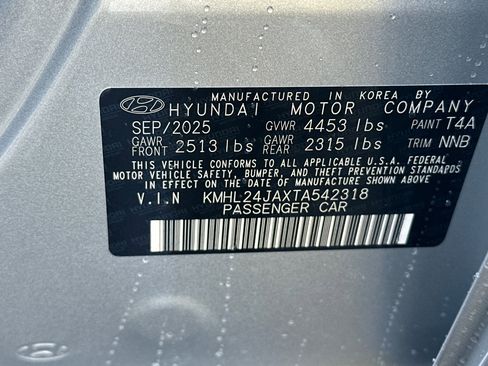 MANUFACTURED IN KOREA BY
HYUNDAI MOTOR COMPANY
SEP/2025 GVWR 4453 lbs PAINT T4A
GAWR FRONT 2513 lbs GAWR REAR 2315 lbs TRIM NNB
THIS VEHICLE CONFORMS TO ALL APPLICABLE U.S.A. FEDERAL
MOTOR VEHICLE SAFETY, BUMPER, AND THEFT PREVENTION STANDARDS
IN EFFECT ON THE DATE OF MANUFACTURE SHOWN ABOVE.
V.I.N KMHL24JAXTA542318
PASSENGER CAR